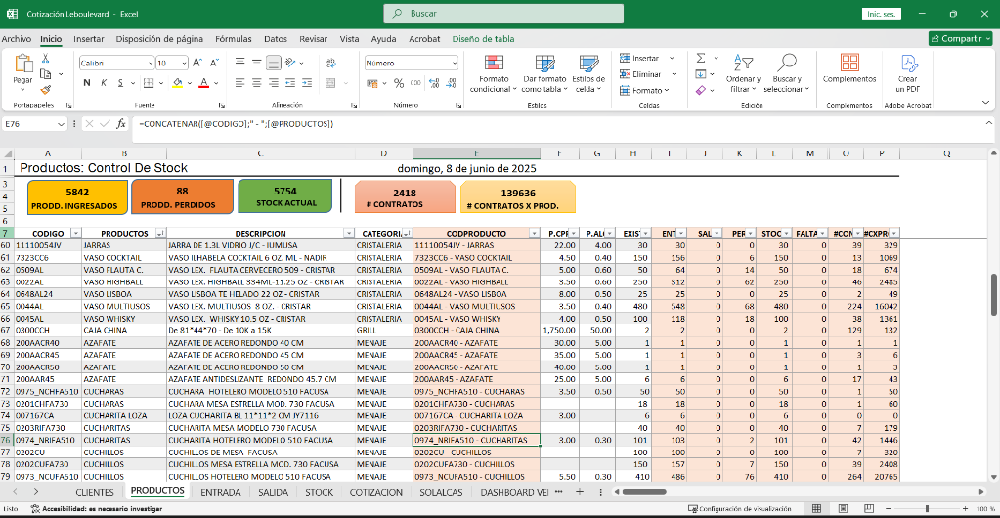 Cotización Leboulevard - Excel
Buscar
Inic. ses.
Archivo Inicio Insertar Disposición de página Fórmulas Datos Revisar Vista Ayuda Acrobat Diseño de tabla Compartir
Pegar
Portapapeles
Calibri 10 A A
N K S A
Fuente
ab
Alineación
Número
% 000
Número
Formato condicional
Dar formato como tabla
Estilos de celda
Estilos
Insertar
Eliminar
Formato
Celdas
Ordenar y filtrar
Buscar y seleccionar
Edición
Complementos
Complementos
Crear un PDF
Adobe Acrobat
E76 fx =CONCATENAR([@CODIGO];" - ";[@PRODUCTOS])
A B C D E F G H I J K L M O P Q
1 Productos: Control De Stock domingo, 8 de junio de 2025
3
4
5
6
5842
PRODD. INGRESADOS
88
PRODD. PERDIDOS
5754
STOCK ACTUAL
2418
# CONTRATOS
139636
# CONTRATOS X PROD.
7 CODIGO PRODUCTOS DESCRIPCION CATEGORI. CODPRODUCTO P.CPR P.ALI EXIST ENT SAL PER STOC FALTA #CON #CXPR
60 11110054JV JARRAS JARRA DE 1.3L VIDRIO J/C - IUMUSA CRISTALERIA 11110054JV - JARRAS 22.00 4.00 30 30 0 0 30 0 39 329
61 7323CC6 VASO COCKTAIL VASO ILHABELA COCKTAIL 6 OZ. ML - NADIR CRISTALERIA 7323CC6 - VASO COCKTAIL 4.50 0.40 150 156 0 6 150 0 13 1069
62 0509AL VASO FLAUTA C. VASO LEX. FLAUTA CERVECERO 509 - CRISTAR CRISTALERIA 0509AL - VASO FLAUTA C. 5.00 0.60 50 64 0 14 50 0 18 674
63 0022AL VASO HIGHBALL VASO LEX. HIGHBALL 334ML-11.25 OZ - CRISTAR CRISTALERIA 0022AL - VASO HIGHBALL 3.50 0.60 250 312 0 62 250 0 46 2485
64 0648AL24 VASO LISBOA VASO LISBOA TE HELADO 22 OZ - CRISTAR CRISTALERIA 0648AL24 - VASO LISBOA 8.00 0.50 25 25 0 0 25 0 2 49
65 0044AL VASO MULTIUSOS VASO LEX. MULTIUSOS 8 OZ. CRISTAR CRISTALERIA 0044AL - VASO MULTIUSOS 3.50 0.40 480 548 0 68 480 0 224 16042
66 0045AL VASO WHISKY VASO LEX. WHISKY 10.5 OZ - CRISTAR CRISTALERIA 0045AL - VASO WHISKY 4.00 0.50 100 118 0 18 100 0 38 1361
67 0300CCH CAJA CHINA De 81*44*70 - De 10K a 15K GRILL 0300CCH - CAJA CHINA 1,750.00 50.00 2 2 0 0 2 0 129 132
68 200AACR40 AZAFATE AZAFATE DE ACERO REDONDO 40 CM MENAJE 200AACR40 - AZAFATE 30.00 5.00 1 1 0 0 1 0 1 1
69 200AACR45 AZAFATE AZAFATE DE ACERO REDONDO 45 CM MENAJE 200AACR45 - AZAFATE 35.00 5.00 1 1 0 0 1 0 3 6
70 200AACR50 AZAFATE AZAFATE DE ACERO REDONDO 50 CM MENAJE 200AACR50 - AZAFATE 40.00 5.00 1 1 0 0 1 0 1 3
71 200AAR45 AZAFATE AZAFATE ANTIDESLIZANTE REDONDO 45.7 CM MENAJE 200AAR45 - AZAFATE 25.00 5.00 6 6 0 0 6 0 17 43
72 0975_NCHFA510 CUCHARAS CUCHARA HOTELERO MODELO 510 FACUSA MENAJE 0975_NCHFA510 - CUCHARAS 3.50 0.50 50 50 0 0 50 0 1 50
73 0201CHFA730 CUCHARAS CUCHARA MESA ESTRELLA MOD. 730 FACUSA MENAJE 0201CHFA730 - CUCHARAS 18 18 0 0 18 0 1 60
74 007167CA CUCHARITA LOZA LOZA CUCHARITA BL 11*11*2 CM JY7116 MENAJE 007167CA - CUCHARITA LOZA 3.00 6 6 0 0 6 0 0 0
75 0203RIFA730 CUCHARITAS CUCHARITA MESA MODELO 730 FACUSA MENAJE 0203RIFA730 - CUCHARITAS 40 40 0 0 40 0 7 179
76 0974_NRIFA510 CUCHARITAS CUCHARITA HOTELERO MODELO 510 FACUSA MENAJE 0974_NRIFA510 - CUCHARITAS 3.00 0.30 101 103 0 2 101 0 42 1446
77 0202CU CUCHILLOS CUCHILLOS DE MESA FACUSA MENAJE 0202CU - CUCHILLOS 100 100 0 0 100 0 7 320
78 0202CUFA730 CUCHILLOS CUCHILLOS MESA ESTRELLA MOD. 730 FACUSA MENAJE 0202CUFA730 - CUCHILLOS 150 157 0 7 150 0 39 2408
79 0973_NCUFA510 CUCHILLOS CUCHILLOS HOTELERO MODELO 510 FACUSA MENAJE 0973_NCUFA510 - CUCHILLOS 5.50 0.30 410 486 0 76 410 0 264 20765
CLIENTES PRODUCTOS ENTRADA SALIDA STOCK COTIZACION SOLALCAS DASHBOARD VEI ··· +
Listo Accesibilidad: es necesario investigar Configuración de visualización 100 %